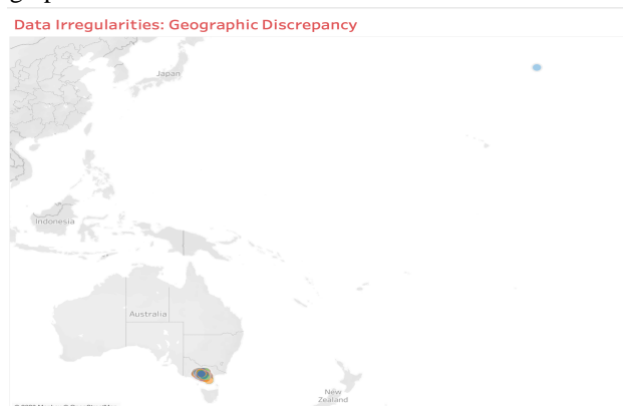 Data Irregularities: Geographic Discrepancy
Japan
Indonesia
Australia
New
Zealand